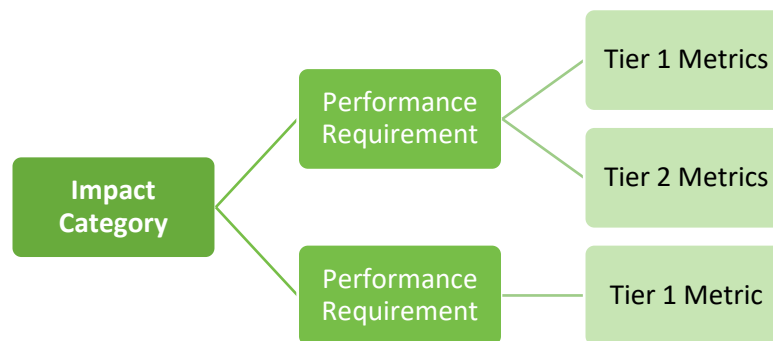 Impact
Category
Performance
Requirement
Tier 1 Metrics
Tier 2 Metrics
Performance
Requirement
Tier 1 Metric